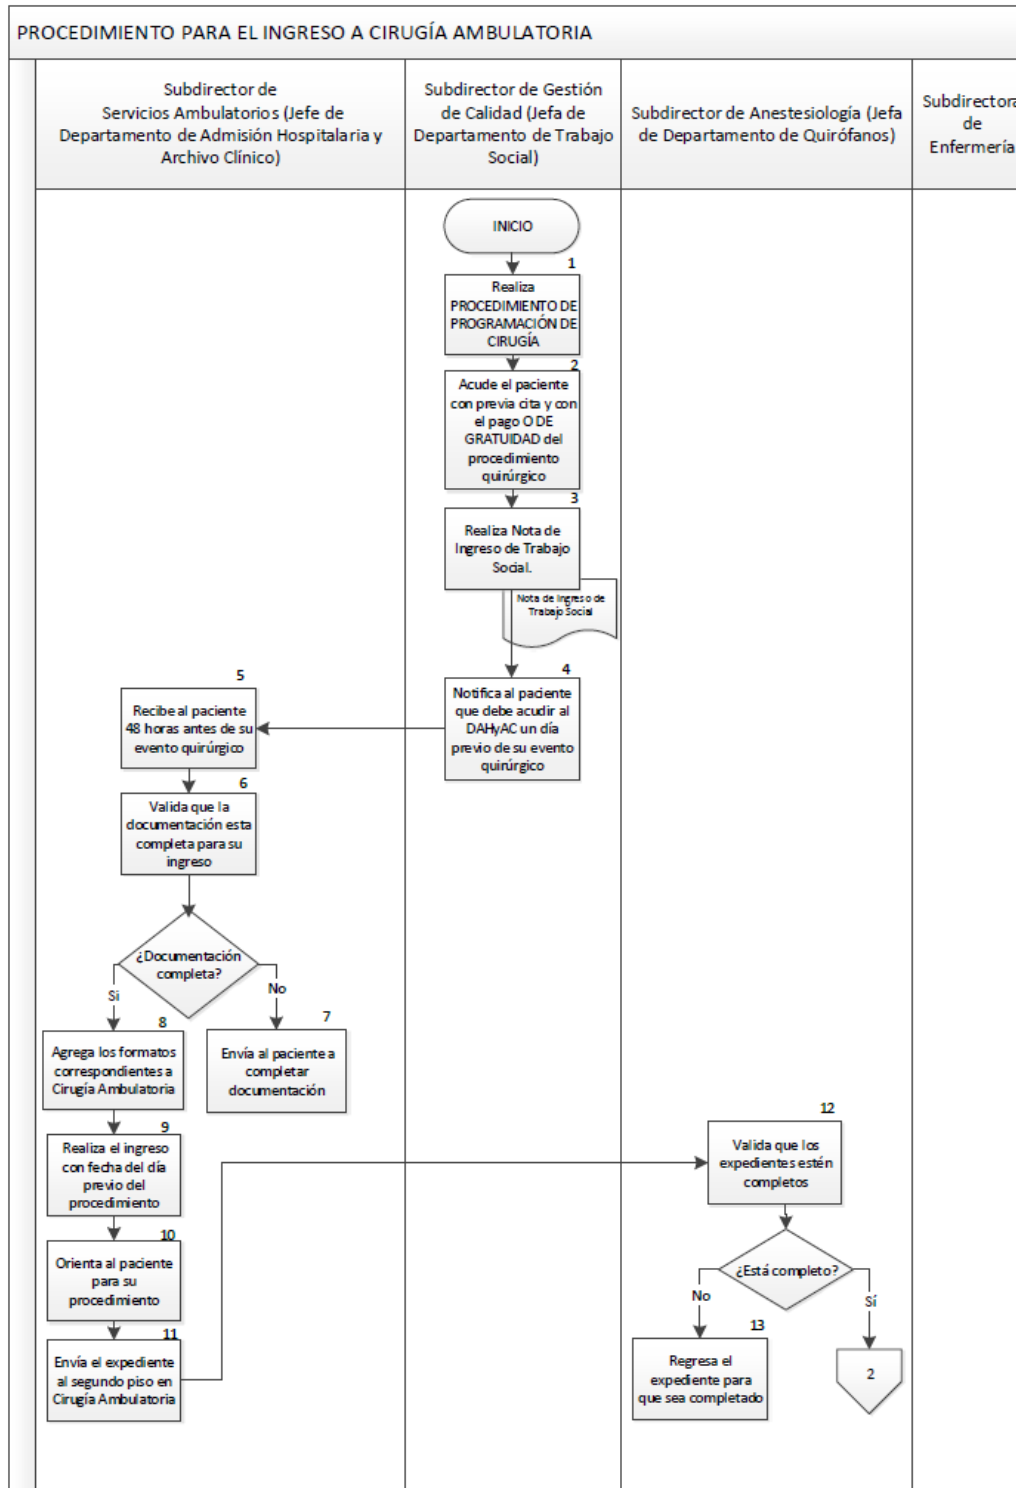 PROCEDIMIENTO PARA EL INGRESO A CIRUGÍA AMBULATORIA
Subdirector de
Servicios Ambulatorios (Jefe de
Departamento de Admisión Hospitalaria y
Archivo Clínico)
Subdirector de Gestión
de Calidad (Jefa de
Departamento de Trabajo
Social)
Subdirector de Anestesiología (Jefa
de Departamento de Quirófanos)
Subdirectora
de
Enfermería
INICIO
1
Realiza
PROCEDIMIENTO DE
PROGRAMACIÓN DE
CIRUGÍA
2
Acude el paciente
con previa cita y con
el pago O DE
GRATUIDAD del
procedimiento
quirúrgico
3
Realiza Nota de
Ingreso de Trabajo
Social.
Nota de Ingreso de
Trabajo Social
4
Notifica al paciente
que debe acudir al
DAHyAC un día
previo de su evento
quirúrgico
5
Recibe al paciente
48 horas antes de su
evento quirúrgico
6
Valida que la
documentación esta
completa para su
ingreso
¿Documentación
completa?
Si
No
7
Envía al paciente a
completar
documentación
8
Agrega los formatos
correspondientes a
Cirugía Ambulatoria
9
Realiza el ingreso
con fecha del día
previo del
procedimiento
10
Orienta al paciente
para su
procedimiento
11
Envía el expediente
al segundo piso en
Cirugía Ambulatoria
12
Valida que los
expedientes estén
completos
¿Está completo?
No
Sí
13
Regresa el
expediente para
que sea completado
2